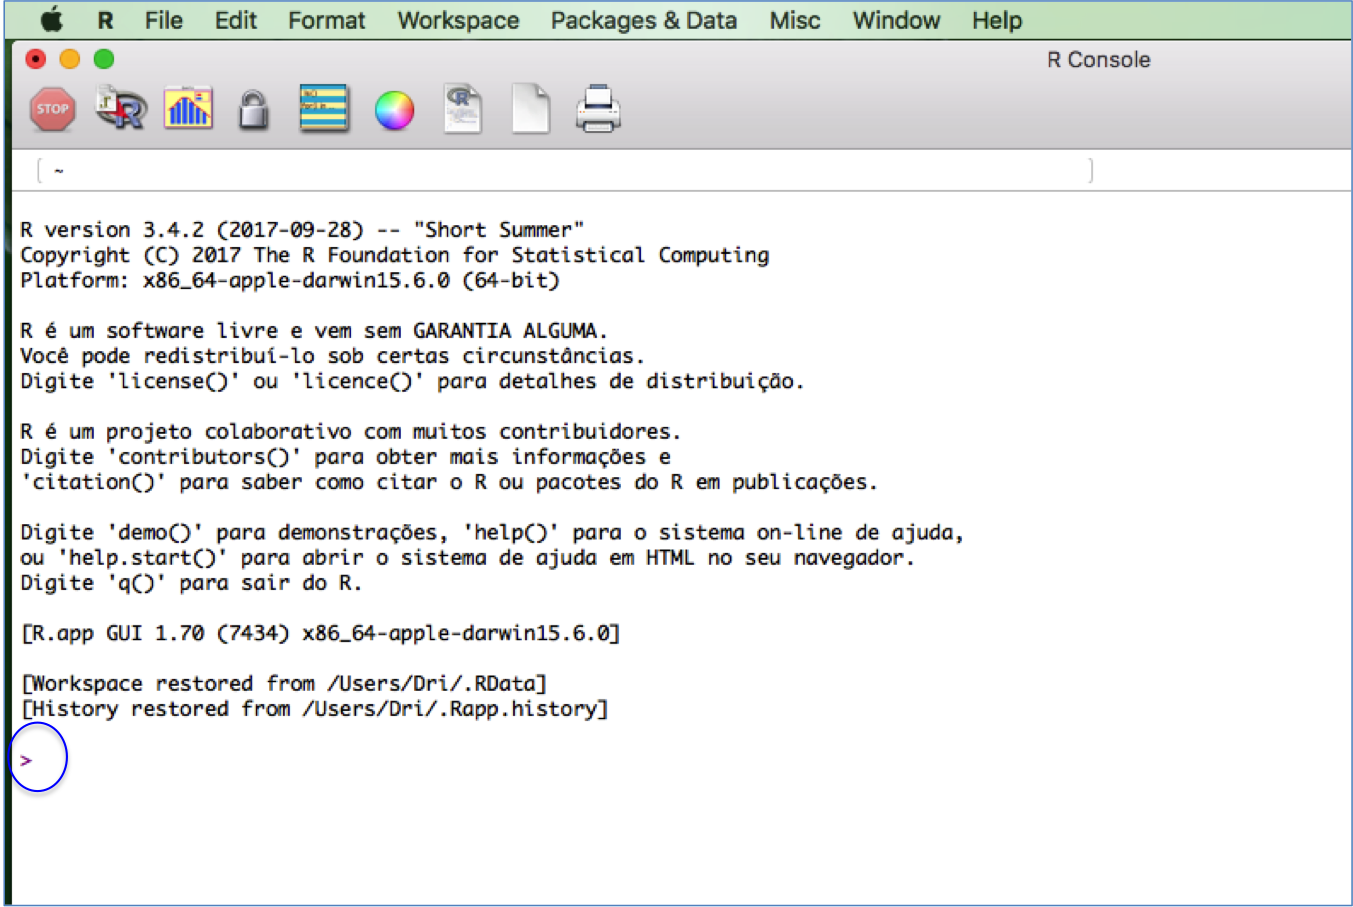 R File Edit Format Workspace Packages & Data Misc Window Help
R Console
STOP
~
R version 3.4.2 (2017-09-28) -- "Short Summer"
Copyright (C) 2017 The R Foundation for Statistical Computing
Platform: x86_64-apple-darwin15.6.0 (64-bit)
R é um software livre e vem sem GARANTIA ALGUMA.
Você pode redistribuí-lo sob certas circunstâncias.
Digite 'license()' ou 'licence()' para detalhes de distribuição.
R é um projeto colaborativo com muitos contribuidores.
Digite 'contributors()' para obter mais informações e
'citation()' para saber como citar o R ou pacotes do R em publicações.
Digite 'demo()' para demonstrações, 'help()' para o sistema on-line de ajuda,
ou 'help.start()' para abrir o sistema de ajuda em HTML no seu navegador.
Digite 'q()' para sair do R.
[R.app GUI 1.70 (7434) x86_64-apple-darwin15.6.0]
[Workspace restored from /Users/Dri/.RData]
[History restored from /Users/Dri/.Rapp.history]
>